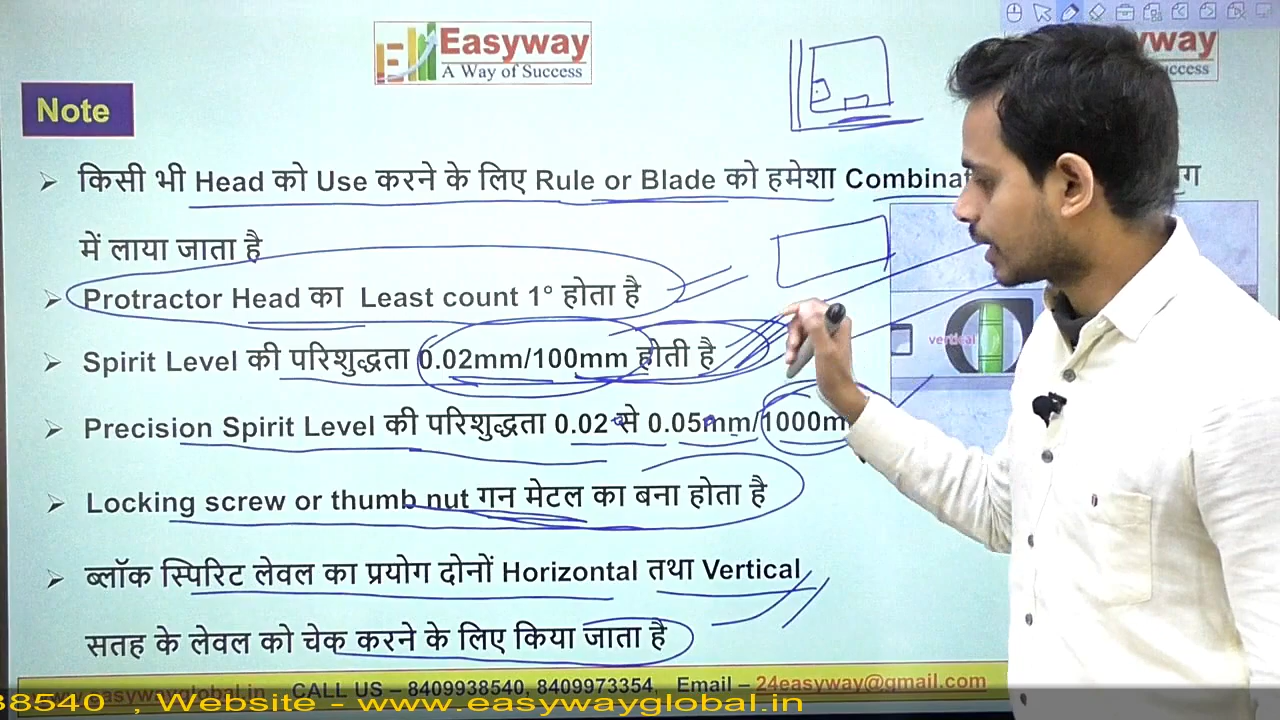 Easyway
A Way of Success
way
ccess
Note
➢ किसी भी Head को Use करने के लिए Rule or Blade को हमेशा
में लाया जाता है
➢ Protractor Head का Least count 1° होता है
➢ Spirit Level की परिशुद्धता 0.02mm/100mm होती है
vertical
➢ Precision Spirit Level की परिशुद्धता 0.02 से 0.05mm/1000m
➢ Locking screw or thumb nut गन मेटल का बना होता है
➢ ब्लॉक स्पिरिट लेवल का प्रयोग दोनों Horizontal तथा Vertical
सतह के लेवल को चेक करने के लिए किया जाता है
CALL US – 8409938540, 8409973354, Email – 24easyway@gmail.com
38540 , Website - www.easywayglobal.in